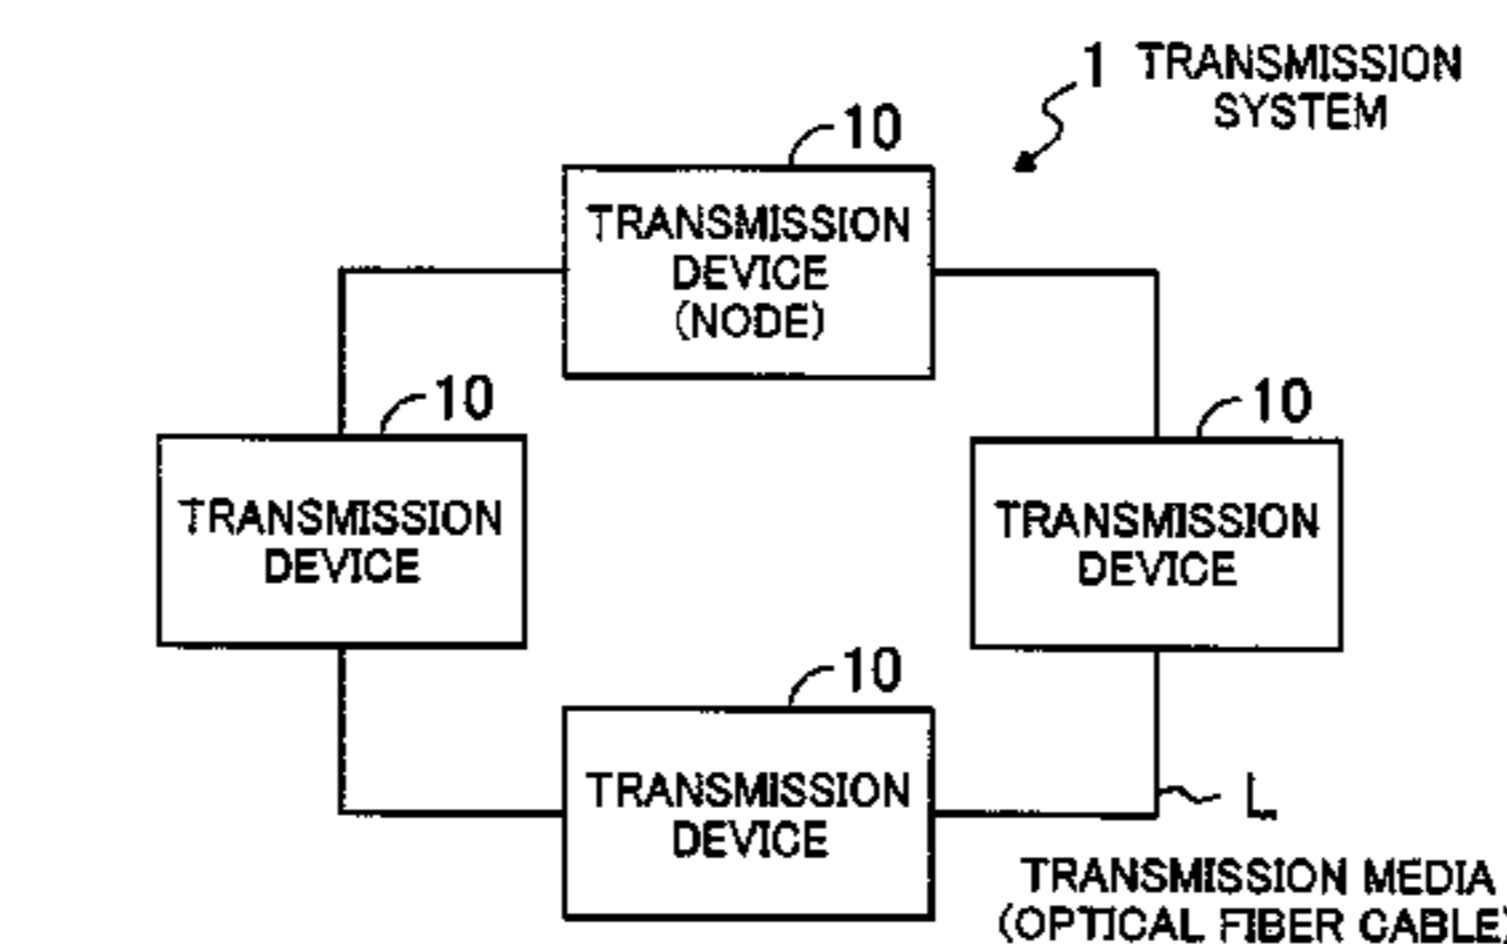 1 TRANSMISSION
SYSTEM
10
TRANSMISSION
DEVICE
(NODE)
10
TRANSMISSION
DEVICE
10
TRANSMISSION
DEVICE
10
TRANSMISSION
DEVICE
L
TRANSMISSION MEDIA
(OPTICAL FIBER CABLE)